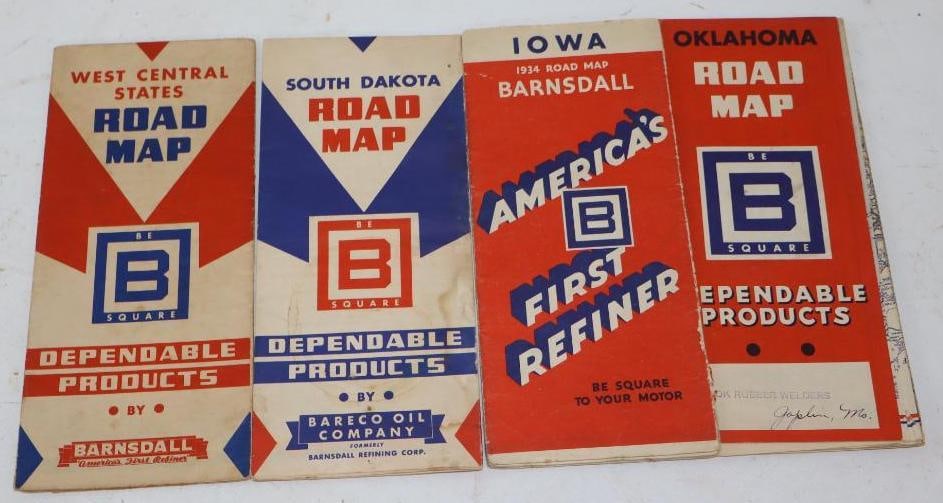 WEST CENTRAL
STATES
ROAD
MAP
BE
B
SQUARE
DEPENDABLE
PRODUCTS
• BY •
BARNSDALL
America's First Refiner
SOUTH DAKOTA
ROAD
MAP
BE
B
SQUARE
DEPENDABLE
PRODUCTS
• BY •
BARECO OIL
COMPANY
FORMERLY
BARNSDALL REFINING CORP.
IOWA
1934 ROAD MAP
BARNSDALL
AMERICA'S
B
FIRST
REFINER
BE SQUARE
TO YOUR MOTOR
OKLAHOMA
ROAD
MAP
BE
B
SQUARE
EPENDABLE
PRODUCTS
OK RUBBER WELDERS
Joplin, Mo.